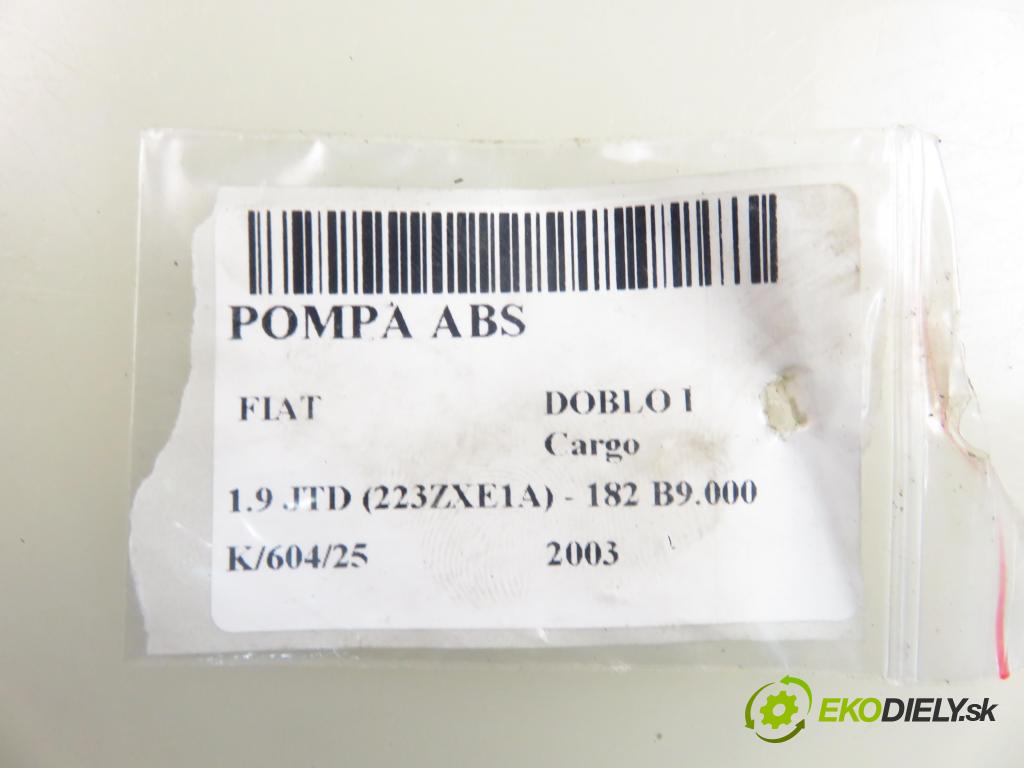 POMPA ABS
FIAT
DOBLO I
Cargo
1.9 JTD (223ZXE1A) - 182 B9.000
K/604/25
2003
EKODIELY.sk